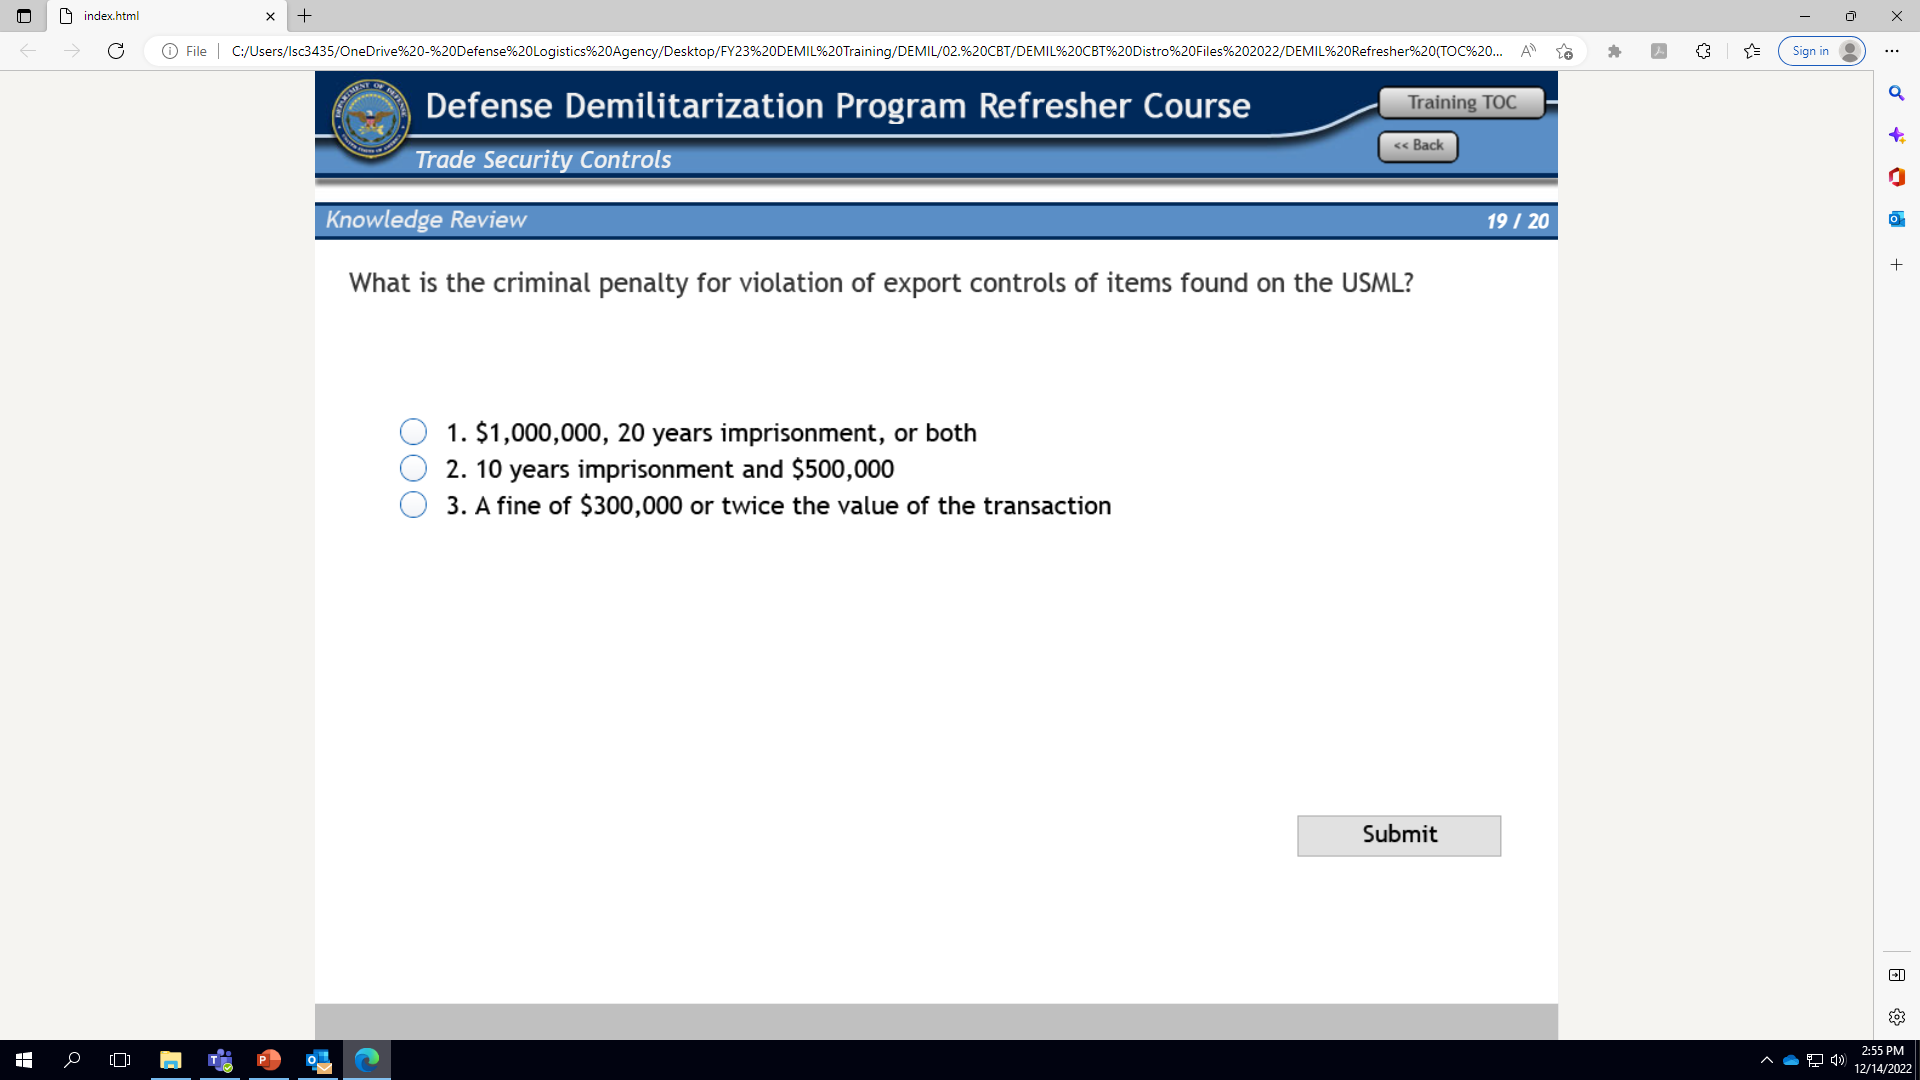 index.html
File
C:/Users/lsc3435/OneDrive%20-%20Defense%20Logistics%20Agency/Desktop/FY23%20DEMIL%20Training/DEMIL/02.%20CBT/DEMIL%20CBT%20Distro%20Files%202022/DEMIL%20Refresher%20(TOC%20...
Sign in
Defense Demilitarization Program Refresher Course
Training TOC
<< Back
Trade Security Controls
Knowledge Review
19 / 20
What is the criminal penalty for violation of export controls of items found on the USML?
1. $1,000,000, 20 years imprisonment, or both
2. 10 years imprisonment and $500,000
3. A fine of $300,000 or twice the value of the transaction
Submit
2:55 PM
12/14/2022